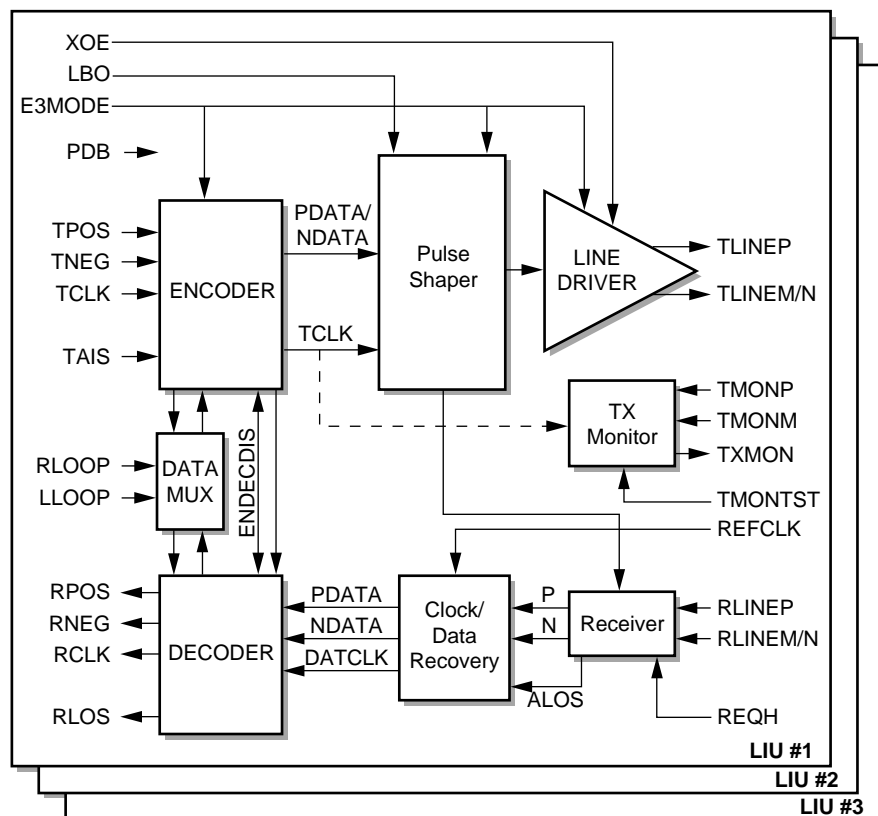 XOE
LBO
E3MODE
PDB
TPOS
TNEG
TCLK
TAIS
ENCODER
PDATA/
NDATA
TCLK
Pulse
Shaper
LINE
DRIVER
TLINEP
TLINEM/N
TX
Monitor
TMONP
TMONM
TXMON
TMONTST
REFCLK
RLOOP
LLOOP
DATA
MUX
ENDECDIS
RPOS
RNEG
RCLK
RLOS
DECODER
PDATA
NDATA
DATCLK
Clock/
Data
Recovery
P
N
ALOS
Receiver
RLINEP
RLINEM/N
REQH
LIU #1
LIU #2
LIU #3